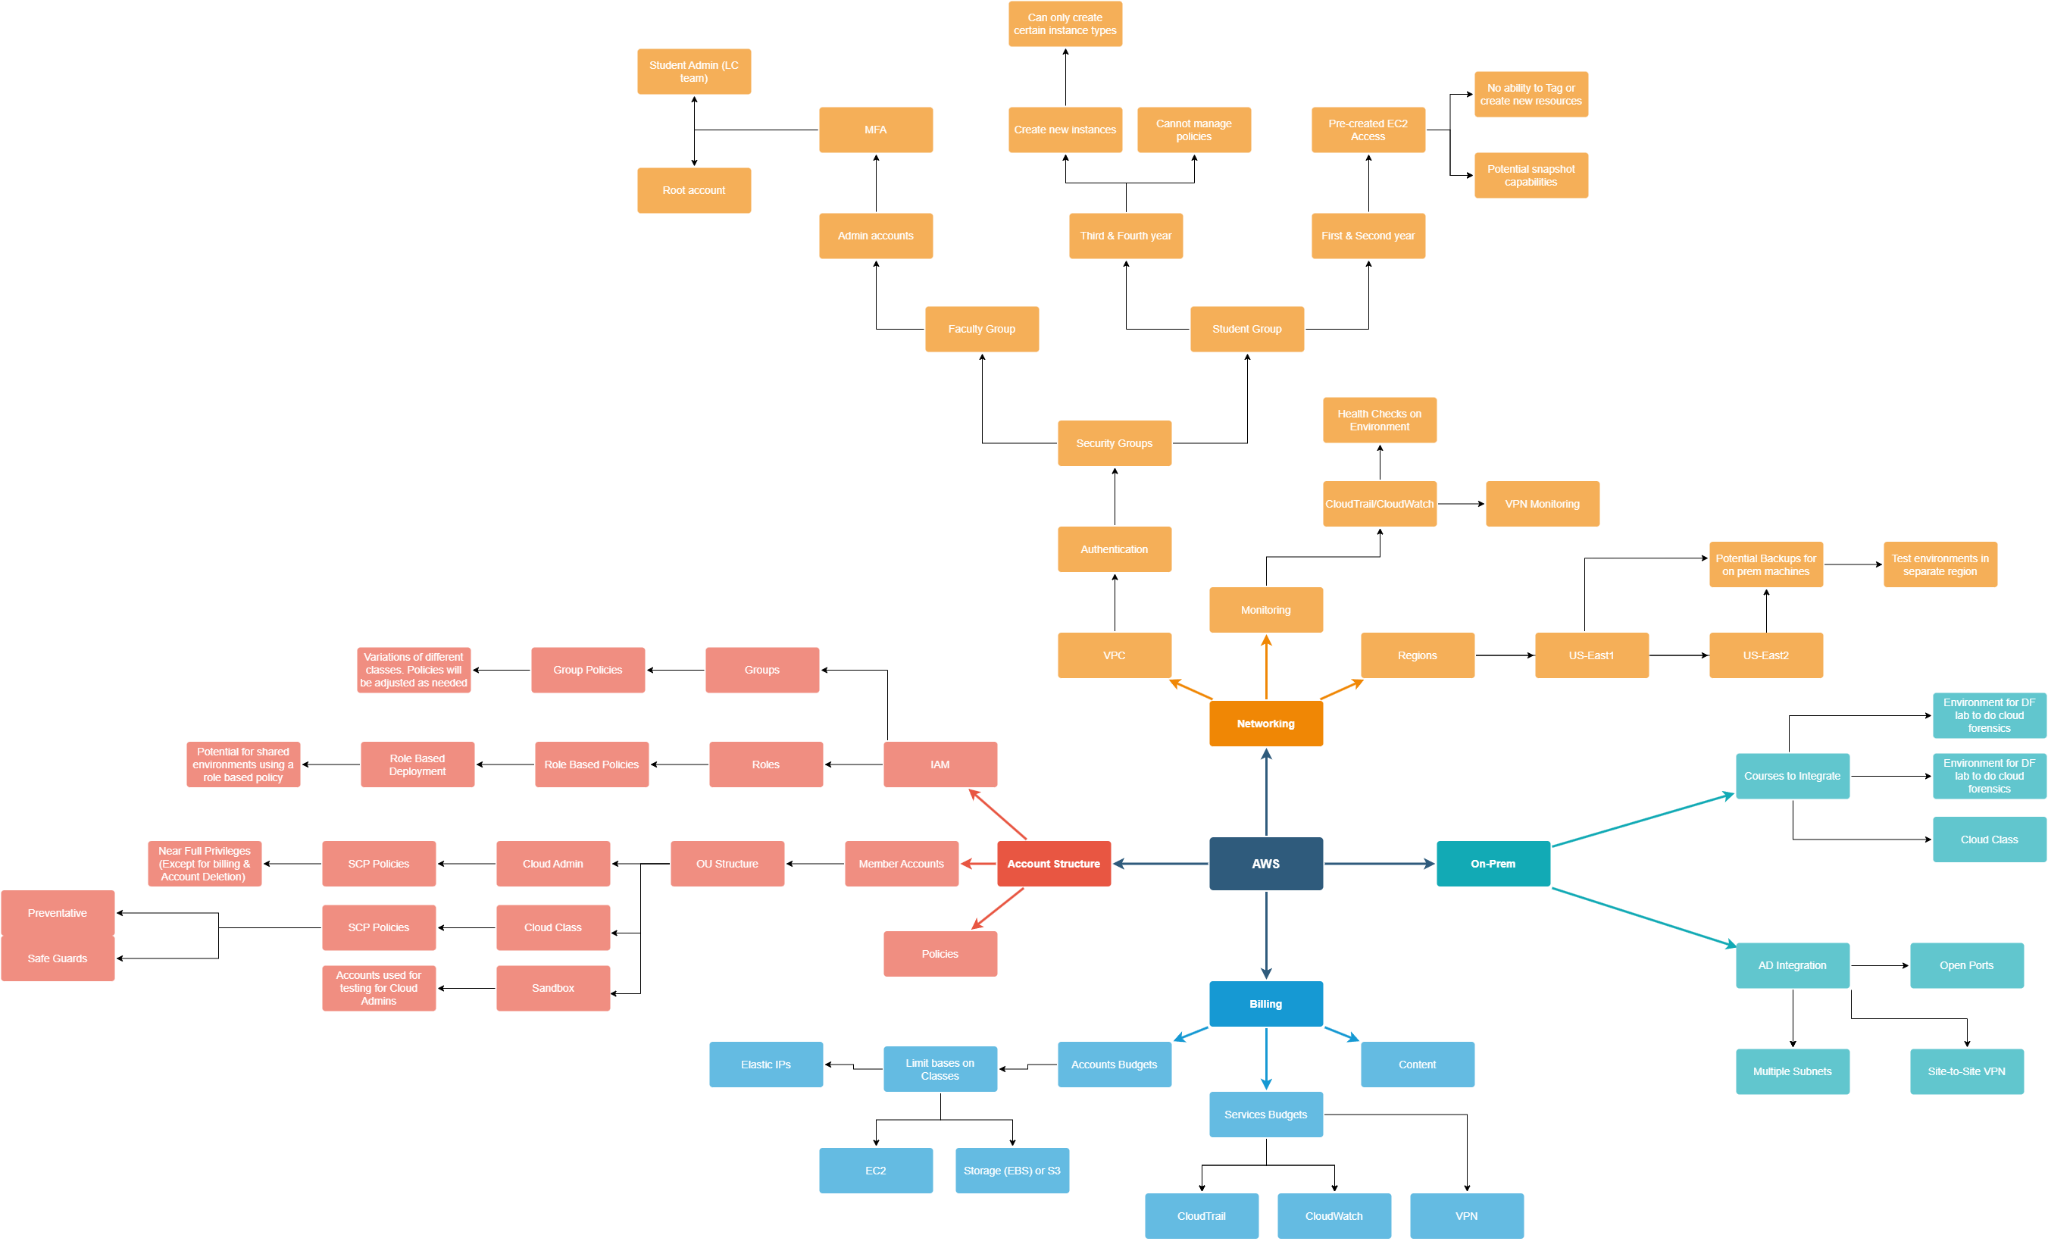 Can only create
certain instance types
Student Admin (LC
team)
No ability to Tag or
create new resources
MFA
Create new instances
Cannot manage
policies
Pre-created EC2
Access
Potential snapshot
capabilities
Root account
Admin accounts
Third & Fourth year
First & Second year
Faculty Group
Student Group
Health Checks on
Environment
Security Groups
CloudTrail/CloudWatch
VPN Monitoring
Authentication
Potential Backups for
on prem machines
Test environments in
separate region
Monitoring
VPC
Regions
US-East1
US-East2
Variations of different
classes. Policies will
be adjusted as needed
Group Policies
Groups
Networking
Environment for DF
lab to do cloud
forensics
Potential for shared
environments using a
role based policy
Role Based
Deployment
Role Based Policies
Roles
IAM
Courses to Integrate
Environment for DF
lab to do cloud
forensics
Cloud Class
Near Full Privileges
(Except for billing &
Account Deletion)
SCP Policies
Cloud Admin
OU Structure
Member Accounts
Account Structure
AWS
On-Prem
Preventative
SCP Policies
Cloud Class
Safe Guards
Policies
AD Integration
Open Ports
Accounts used for
testing for Cloud
Admins
Sandbox
Billing
Elastic IPs
Limit bases on
Classes
Accounts Budgets
Content
Multiple Subnets
Site-to-Site VPN
Services Budgets
EC2
Storage (EBS) or S3
CloudTrail
CloudWatch
VPN